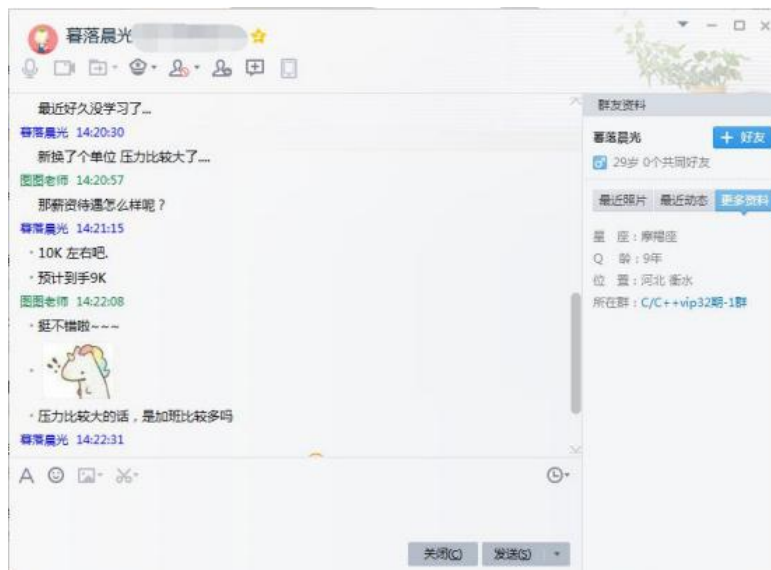 暮落晨光
最近好久没学习了...
暮落晨光 14:20:30
新换了个单位 压力比较大了....
图图老师 14:20:57
那薪资待遇怎么样呢？
暮落晨光 14:21:15
· 10K 左右吧.
· 预计到手9K
图图老师 14:22:08
· 挺不错啦~~~
· 压力比较大的话，是加班比较多吗
暮落晨光 14:22:31
关闭(C)
发送(S)
群友资料
暮落晨光
+ 好友
29岁 0个共同好友
最近照片 最近动态 更多资料
星 座：摩羯座
Q 龄：9年
位 置：河北 衡水
所在群：C/C++vip32期-1群